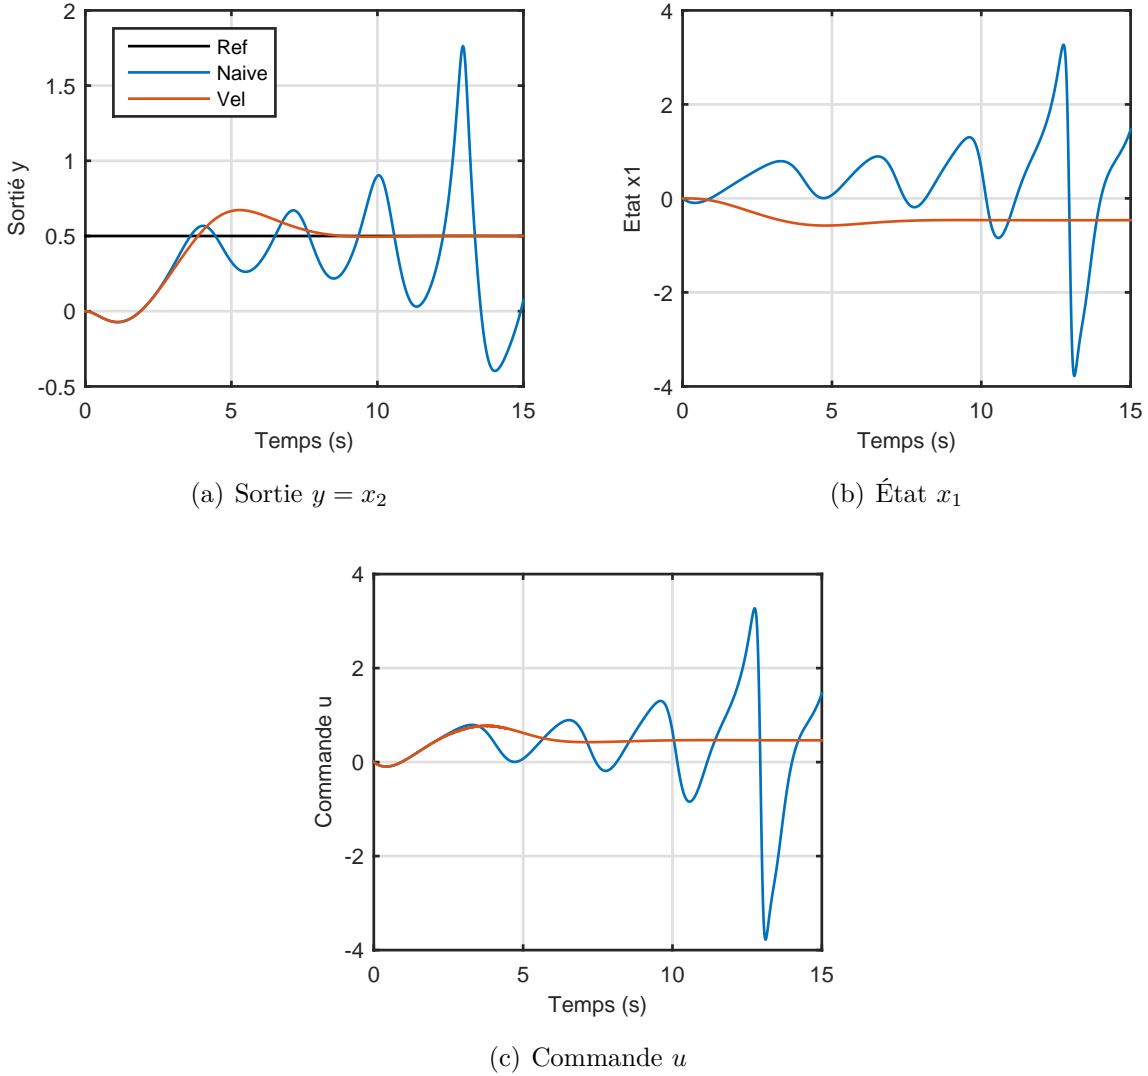 2
1.5
1
0.5
0
-0.5
Sortié y
Ref
Naive
Vel
0
5
10
15
Temps (s)
(a) Sortie y = x₂
4
2
0
-2
-4
Etat x1
0
5
10
15
Temps (s)
(b) État x₁
4
2
0
-2
-4
Commande u
0
5
10
15
Temps (s)
(c) Commande u